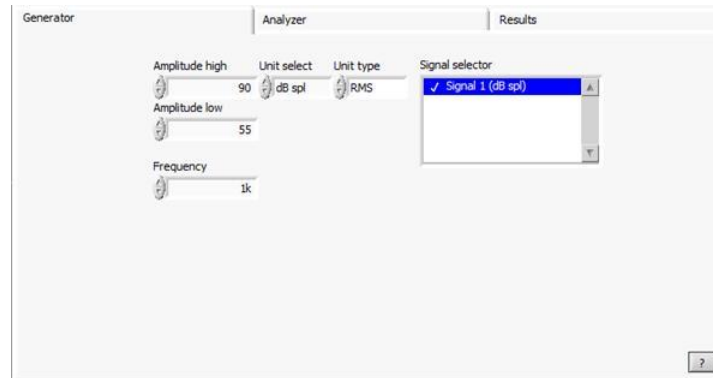 Generator Analyzer Results
Amplitude high Unit select Unit type Signal selector
90 dB spl RMS ✓ Signal 1 (dB spl)
Amplitude low
55
Frequency
1k
?